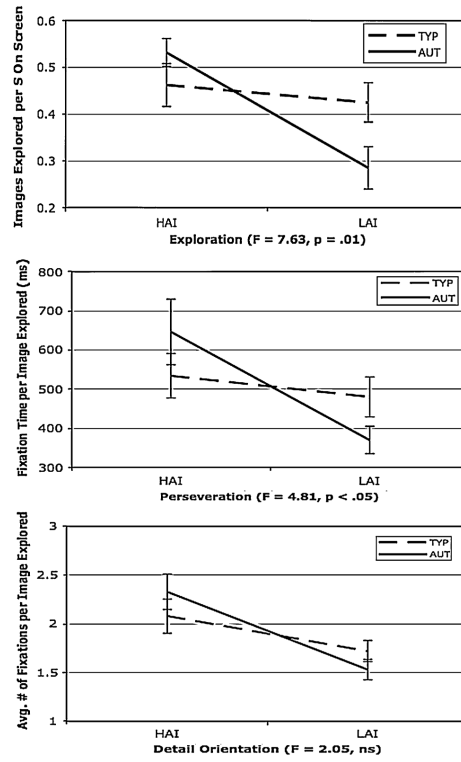 Images Explored per S On Screen
0.6
0.5
0.4
0.3
0.2
TYP
AUT
HAI
LAI
Exploration (F = 7.63, p = .01)
Fixation Time per Image Explored (ms)
800
700
600
500
400
300
TYP
AUT
HAI
LAI
Perseveration (F = 4.81, p < .05)
Avg. # of Fixations per Image Explored
3
2.5
2
1.5
1
TYP
AUT
HAI
LAI
Detail Orientation (F = 2.05, ns)